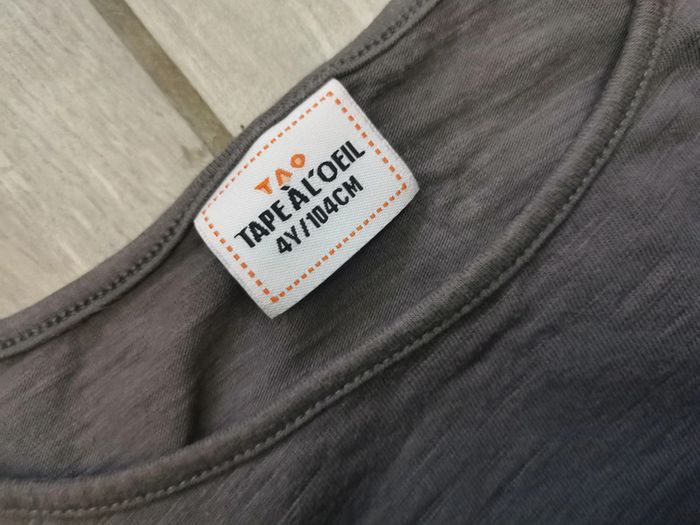 TAO
TAPE À L'OEIL
4Y/104CM